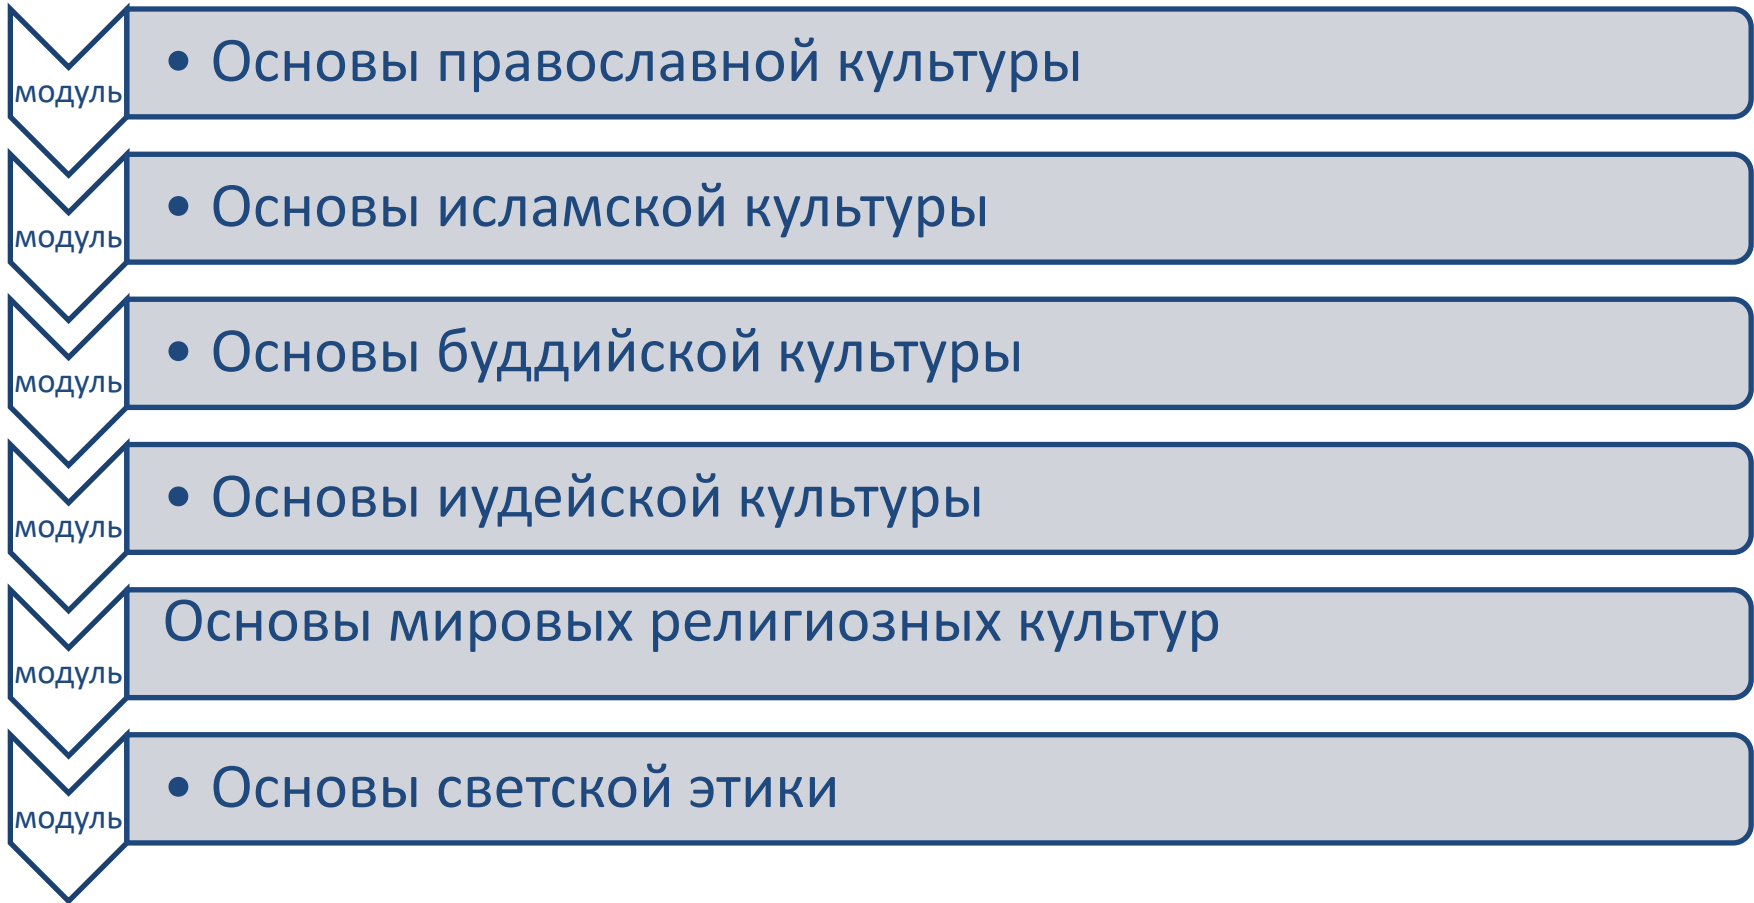 модуль
• Основы православной культуры
модуль
• Основы исламской культуры
модуль
• Основы буддийской культуры
модуль
• Основы иудейской культуры
модуль
Основы мировых религиозных культур
модуль
• Основы светской этики